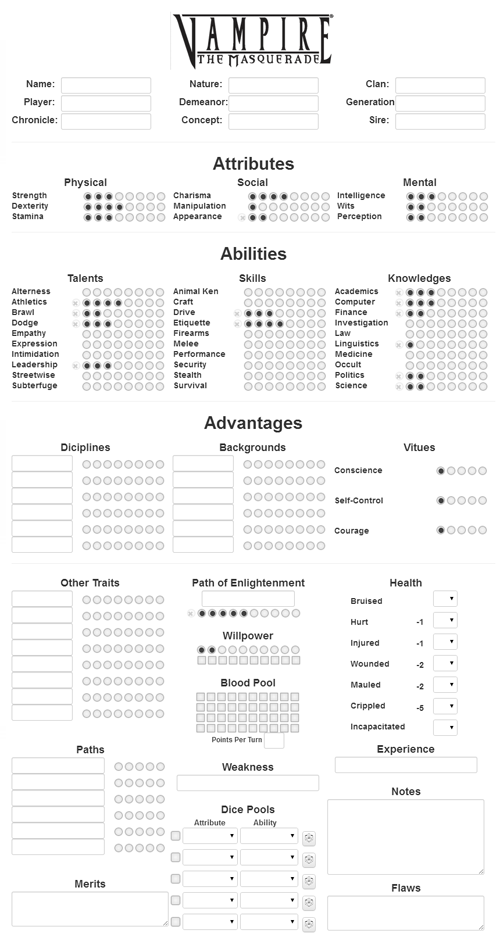 VAMPIRE
THE MASQUERADE
Name: Nature: Clan:
Player: Demeanor: Generation
Chronicle: Concept: Sire:
Attributes
Physical Social Mental
Strength Charisma Intelligence
Dexterity Manipulation Wits
Stamina Appearance Perception
Abilities
Talents Skills Knowledges
Alterness Animal Ken Academics
Athletics Craft Computer
Brawl Drive Finance
Dodge Etiquette Investigation
Empathy Firearms Law
Expression Melee Linguistics
Intimidation Performance Medicine
Leadership Security Occult
Streetwise Stealth Politics
Subterfuge Survival Science
Advantages
Diciplines Backgrounds Vitues
Conscience
Self-Control
Courage
Other Traits Path of Enlightenment Health
Bruised
Hurt -1
Willpower
Injured -1
Wounded -2
Blood Pool
Mauled -2
Crippled -5
Incapacitated
Points Per Turn
Paths Experience
Weakness
Notes
Dice Pools
Attribute Ability
Merits Flaws